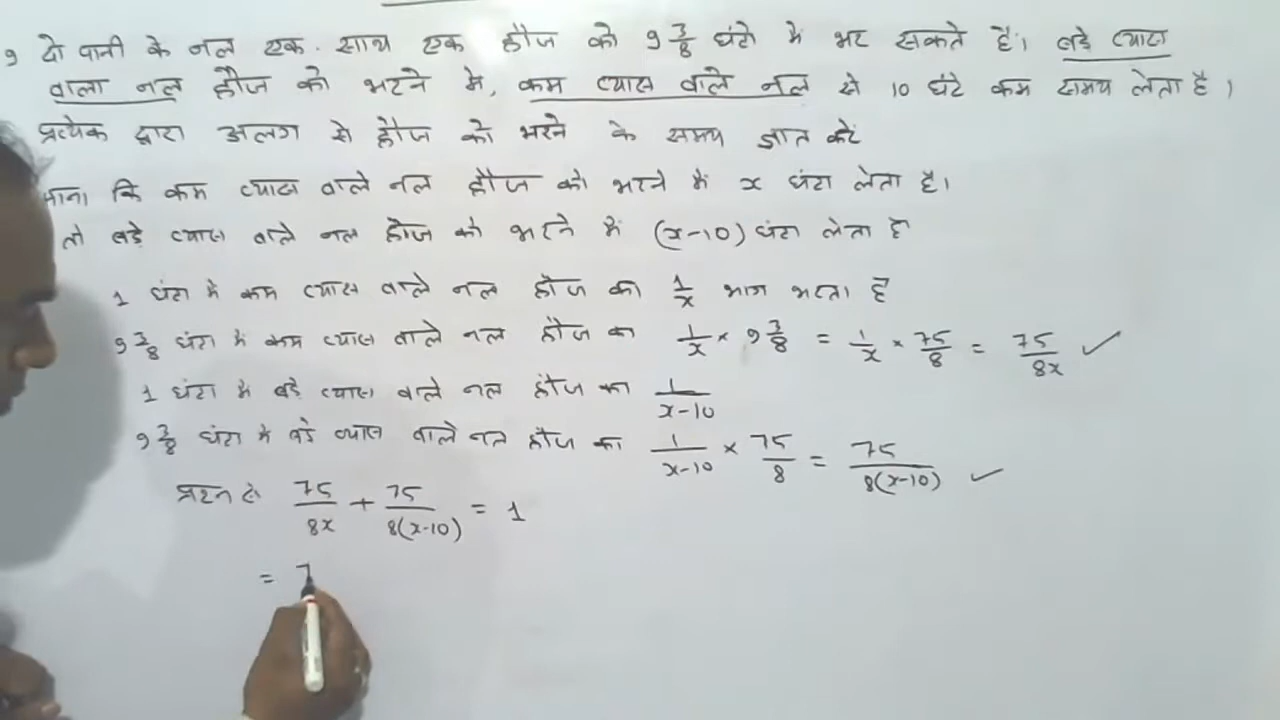 9 दो पानी के नल एक साथ एक हौज को 9 3/8 घंटो में भर सकते हैं। बड़े व्यास
वाला नल हौज को भरने में, कम व्यास वाले नल से 10 घंटे कम समय लेता है।
प्रत्येक द्वारा अलग से हौज को भरने के समय ज्ञात करें
माना कि कम व्यास वाले नल हौज को भरने में x घंटा लेता है।
तो बड़े व्यास वाले नल हौज को भरने में (x-10) घंटा लेता है
1 घंटा में कम व्यास वाले नल हौज का 1/x भाग भरता है
9 3/8 घंटा में कम व्यास वाले नल हौज का 1/x × 9 3/8 = 1/x × 75/8 = 75/8x ✓
1 घंटा में बड़े व्यास वाले नल हौज का 1/(x-10)
9 3/8 घंटा में बड़े व्यास वाले नल हौज का 1/(x-10) × 75/8 = 75/8(x-10) ✓
प्रश्न से 75/8x + 75/8(x-10) = 1
= 7